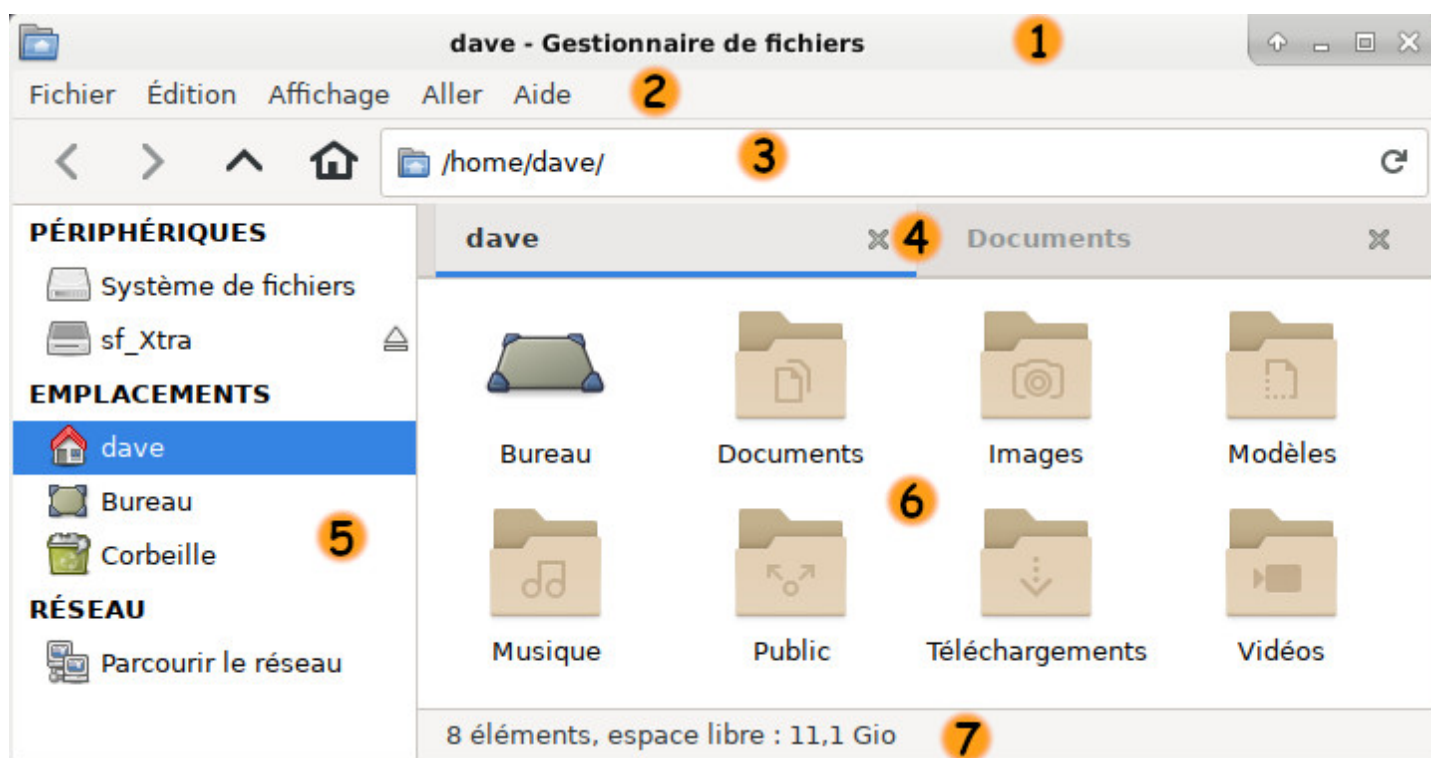 dave - Gestionnaire de fichiers 1
Fichier Édition Affichage Aller Aide 2
/home/dave/ 3
PÉRIPHÉRIQUES
Système de fichiers
sf_Xtra
EMPLACEMENTS
dave
Bureau
Corbeille
5
RÉSEAU
Parcourir le réseau
dave 4 Documents
Bureau Documents Images Modèles
6
Musique Public Téléchargements Vidéos
8 éléments, espace libre : 11,1 Gio 7